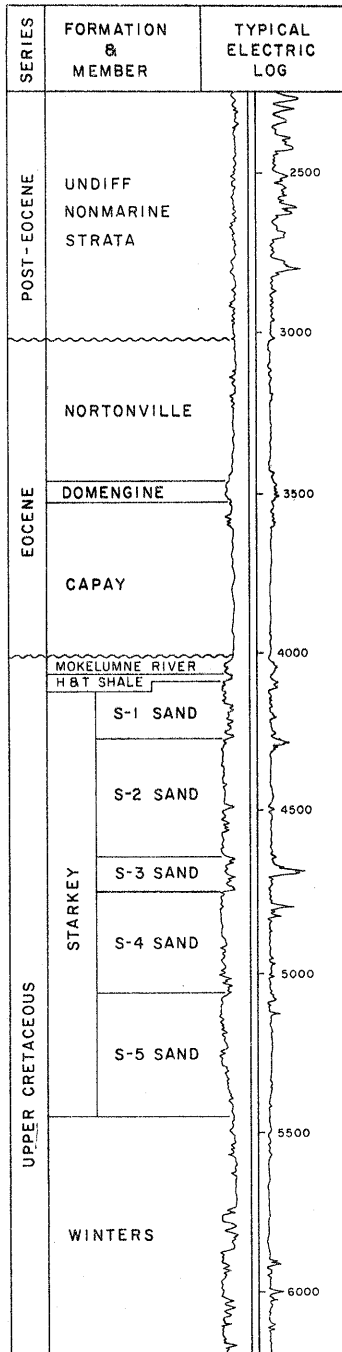 SERIES
FORMATION
&
MEMBER
TYPICAL
ELECTRIC
LOG
POST-EOCENE
UNDIFF
NONMARINE
STRATA
2500
3000
EOCENE
NORTONVILLE
DOMENGINE
3500
CAPAY
4000
UPPER CRETACEOUS
MOKELUMNE RIVER
H&T SHALE
STARKEY
S-1 SAND
S-2 SAND
4500
S-3 SAND
S-4 SAND
5000
S-5 SAND
5500
WINTERS
6000